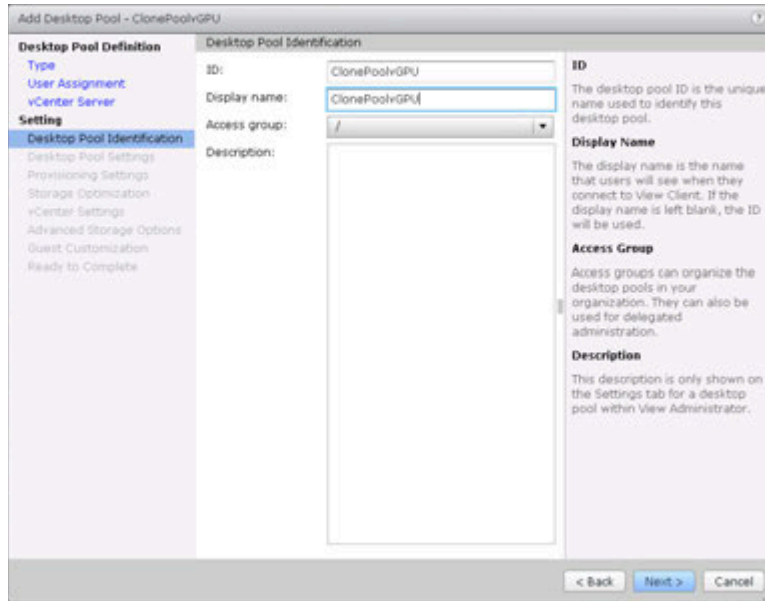 Add Desktop Pool - ClonePoolvGPU
?
Desktop Pool Definition
Type
User Assignment
vCenter Server
Setting
Desktop Pool Identification
Desktop Pool Settings
Provisioning Settings
Storage Optimization
vCenter Settings
Advanced Storage Options
Guest Customization
Ready to Complete
Desktop Pool Identification
ID:
ClonePoolvGPU
Display name:
ClonePoolvGPU
Access group:
/
Description:
ID
The desktop pool ID is the unique
name used to identify this
desktop pool.
Display Name
The display name is the name
that users will see when they
connect to View Client. If the
display name is left blank, the ID
will be used.
Access Group
Access groups can organize the
desktop pools in your
organization. They can also be
used for delegated
administration.
Description
This description is only shown on
the Settings tab for a desktop
pool within View Administrator.
< Back
Next >
Cancel